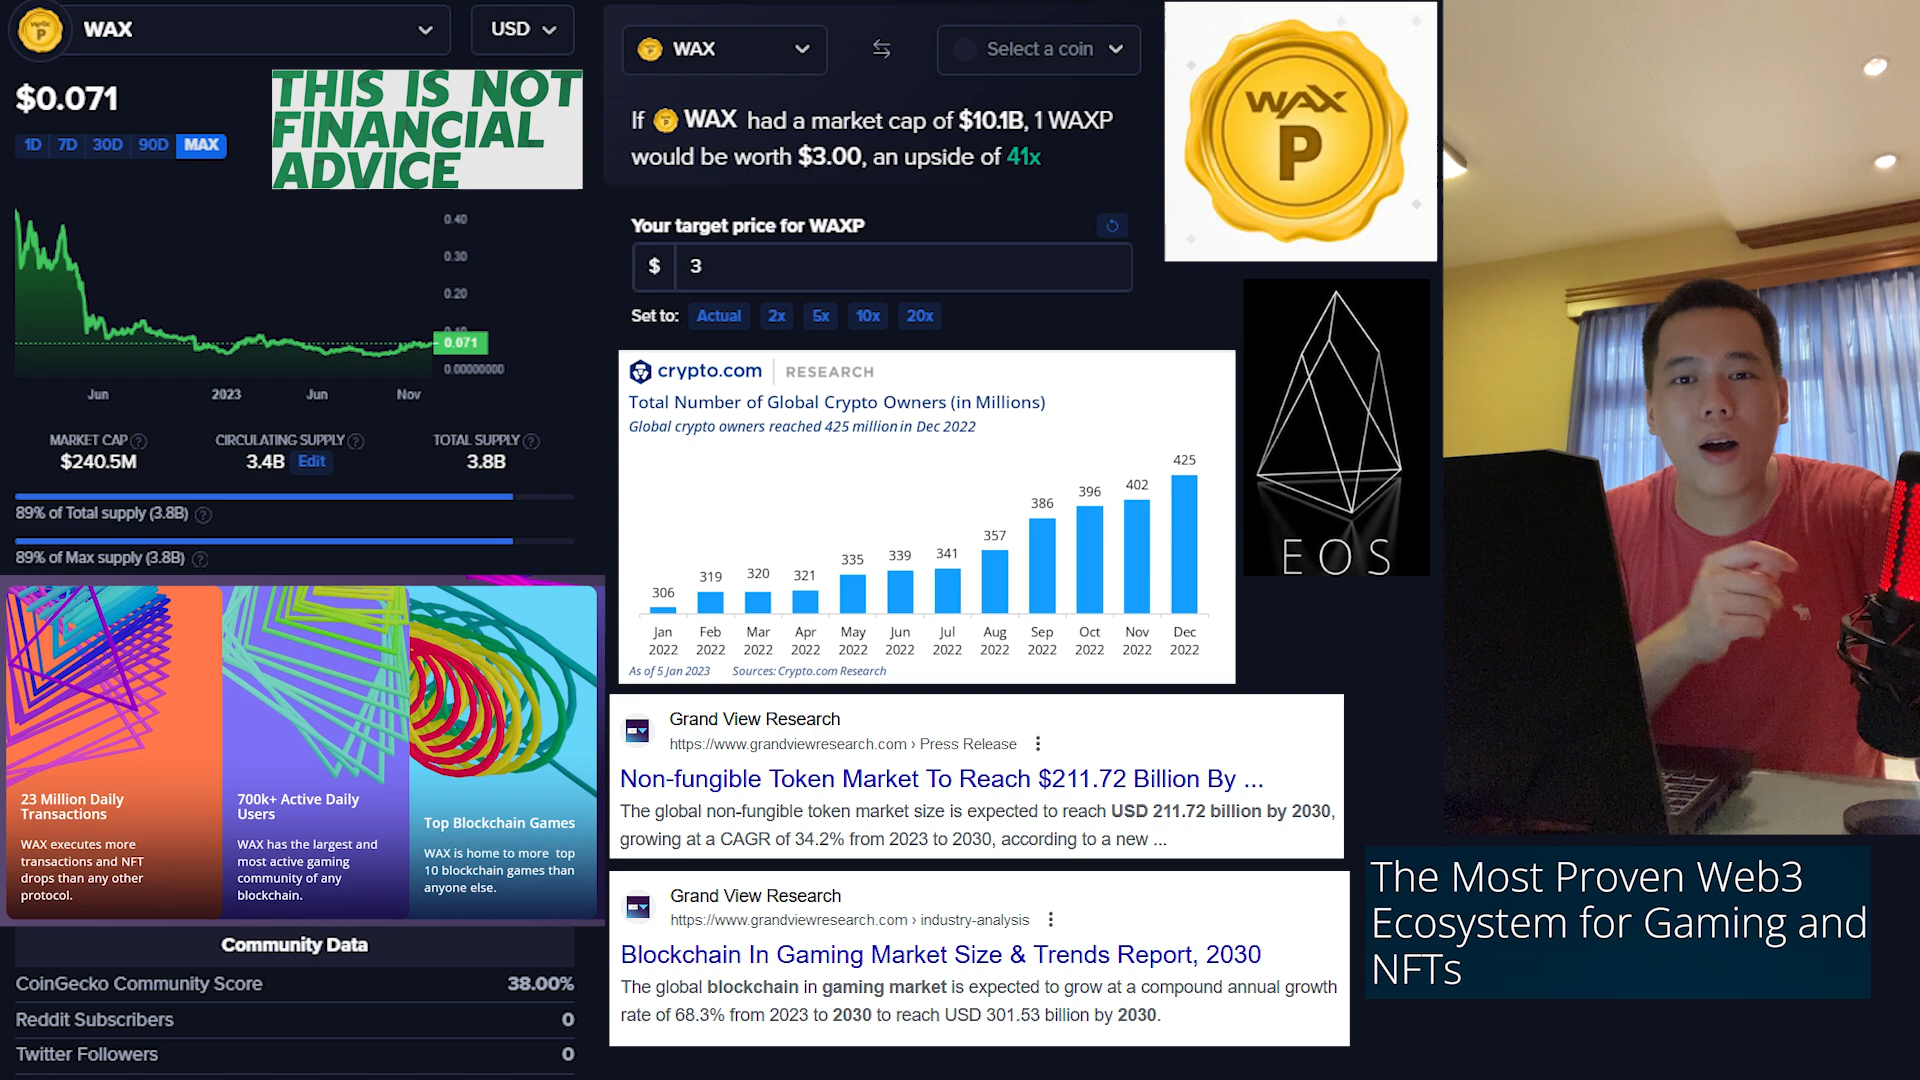 WAX
USD
$0.071
1D 7D 30D 90D MAX
THIS IS NOT
FINANCIAL
ADVICE
0.40
0.30
0.20
0.10
0.071
0.00000000
Jun 2023 Jun Nov
MARKET CAP
$240.5M
CIRCULATING SUPPLY
3.4B Edit
TOTAL SUPPLY
3.8B
89% of Total supply (3.8B)
89% of Max supply (3.8B)
23 Million Daily
Transactions
WAX executes more
transactions and NFT
drops than any other
protocol.
700k+ Active Daily
Users
WAX has the largest and
most active gaming
community of any
blockchain.
Top Blockchain Games
WAX is home to more top
10 blockchain games than
anyone else.
Community Data
CoinGecko Community Score 38.00%
Reddit Subscribers 0
Twitter Followers 0
WAX
Select a coin
If WAX had a market cap of $10.1B, 1 WAXP
would be worth $3.00, an upside of 41x
Your target price for WAXP
$ 3
Set to: Actual 2x 5x 10x 20x
crypto.com RESEARCH
Total Number of Global Crypto Owners (in Millions)
Global crypto owners reached 425 million in Dec 2022
306 319 320 321 335 339 341 357 386 396 402 425
Jan Feb Mar Apr May Jun Jul Aug Sep Oct Nov Dec
2022 2022 2022 2022 2022 2022 2022 2022 2022 2022 2022 2022
As of 5 Jan 2023 Sources: Crypto.com Research
Grand View Research
https://www.grandviewresearch.com › Press Release
Non-fungible Token Market To Reach $211.72 Billion By ...
The global non-fungible token market size is expected to reach USD 211.72 billion by 2030,
growing at a CAGR of 34.2% from 2023 to 2030, according to a new ...
Grand View Research
https://www.grandviewresearch.com › industry-analysis
Blockchain In Gaming Market Size & Trends Report, 2030
The global blockchain in gaming market is expected to grow at a compound annual growth
rate of 68.3% from 2023 to 2030 to reach USD 301.53 billion by 2030.
WAX
P
EOS
The Most Proven Web3
Ecosystem for Gaming and
NFTs